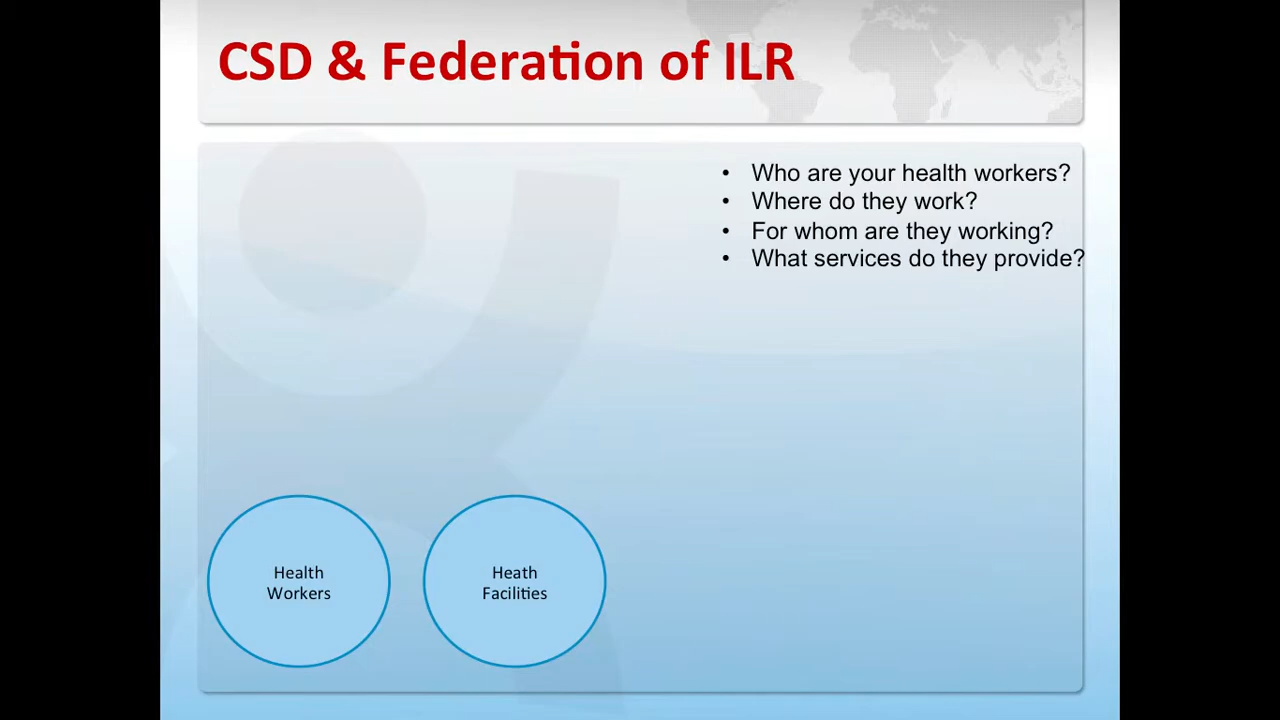 CSD & Federation of ILR
• Who are your health workers?
• Where do they work?
• For whom are they working?
• What services do they provide?
Health
Workers
Heath
Facilities